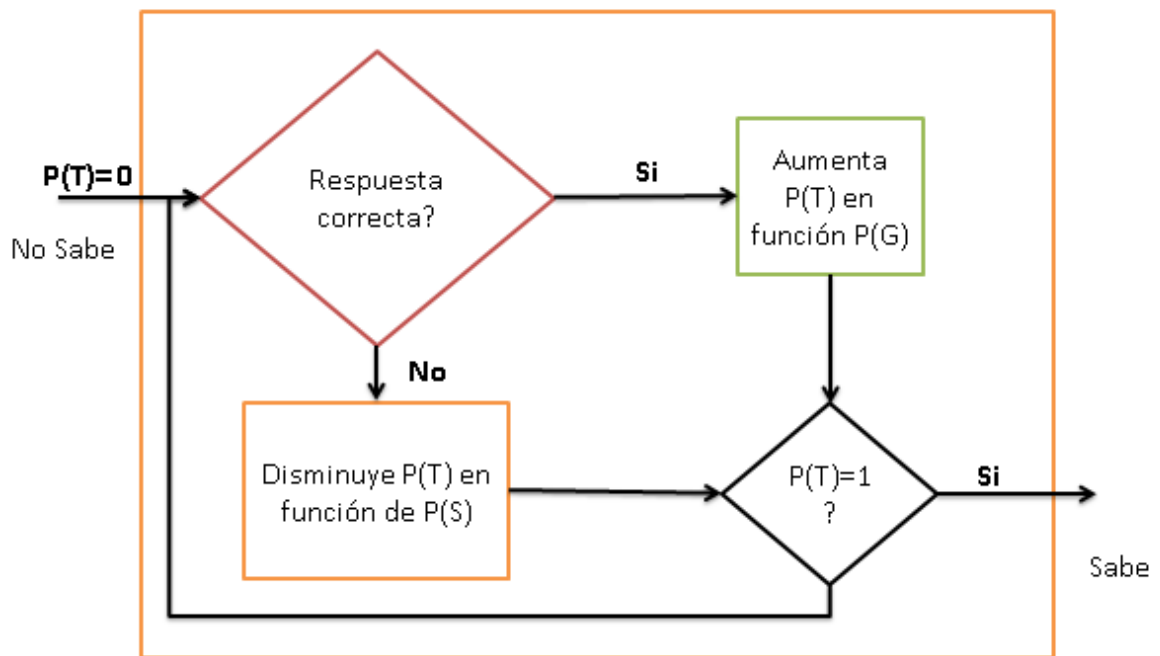 P(T)=0
No Sabe
Respuesta
correcta?
Si
Aumenta
P(T) en
función P(G)
No
Disminuye P(T) en
función de P(S)
P(T)=1
?
Si
Sabe